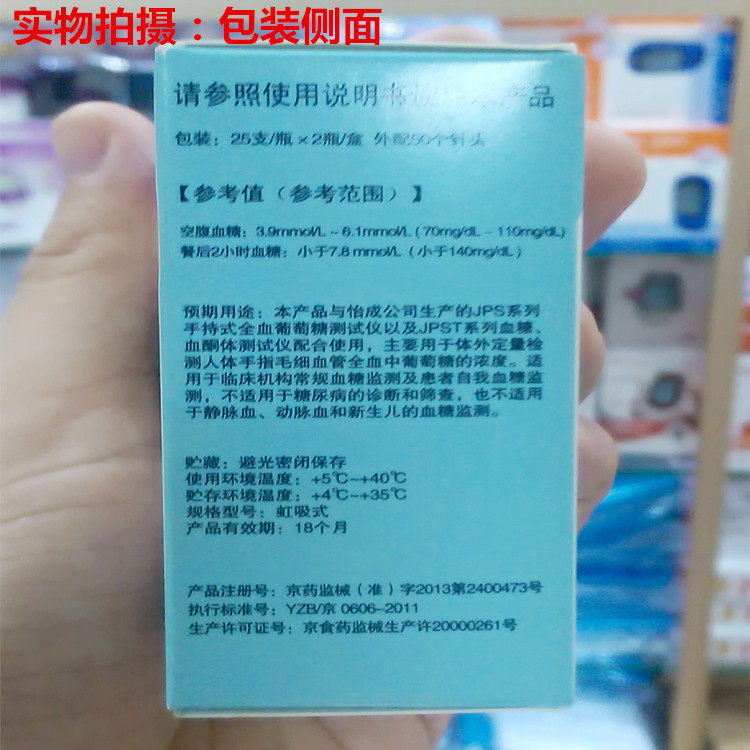 实物拍摄：包装侧面
请参照使用说明书使用本产品
包装：25支/瓶×2瓶/盒 外配50个针头
【参考值（参考范围）】
空腹血糖：3.9mmol/L～6.1mmol/L(70mg/dL～110mg/dL)
餐后2小时血糖：小于7.8 mmol/L（小于140mg/dL）
预期用途：本产品与怡成公司生产的JPS系列
手持式全血葡萄糖测试仪以及JPST系列血糖、
血酮体测试仪配合使用，主要用于体外定量检
测人体手指毛细血管全血中葡萄糖的浓度。适
用于临床机构常规血糖监测及患者自我血糖监
测，不适用于糖尿病的诊断和筛查，也不适用
于静脉血、动脉血和新生儿的血糖监测。
贮藏：避光密闭保存
使用环境温度：+5℃~+40℃
贮存环境温度：+4℃~+35℃
规格型号：虹吸式
产品有效期：18个月
产品注册号：京药监械（准）字2013第2400473号
执行标准号：YZB/京 0606-2011
生产许可证号：京食药监械生产许20000261号